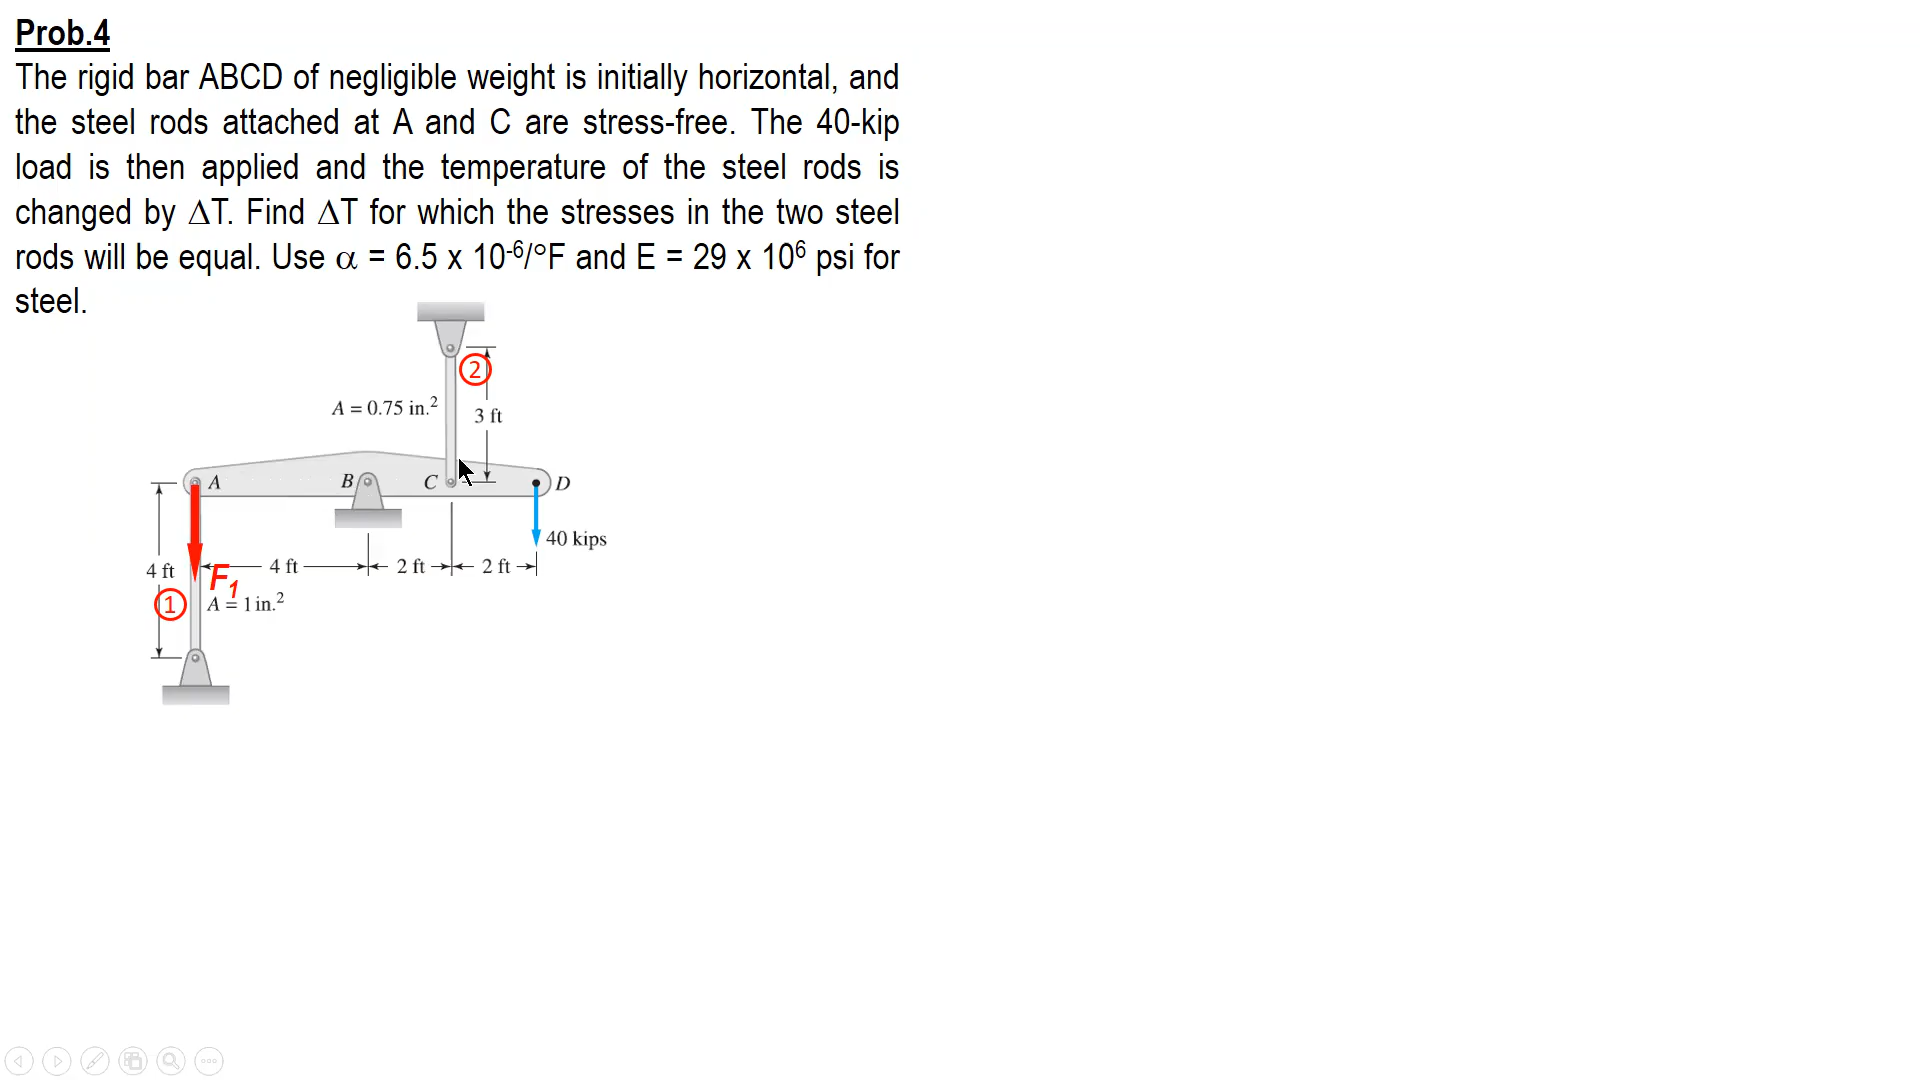 Prob.4
The rigid bar ABCD of negligible weight is initially horizontal, and
the steel rods attached at A and C are stress-free. The 40-kip
load is then applied and the temperature of the steel rods is
changed by ΔT. Find ΔT for which the stresses in the two steel
rods will be equal. Use α = 6.5 x 10⁻⁶/°F and E = 29 x 10⁶ psi for
steel.
2
A = 0.75 in.²
3 ft
A
B
C
D
40 kips
4 ft
4 ft
2 ft
2 ft
F₁
1
A = 1 in.²